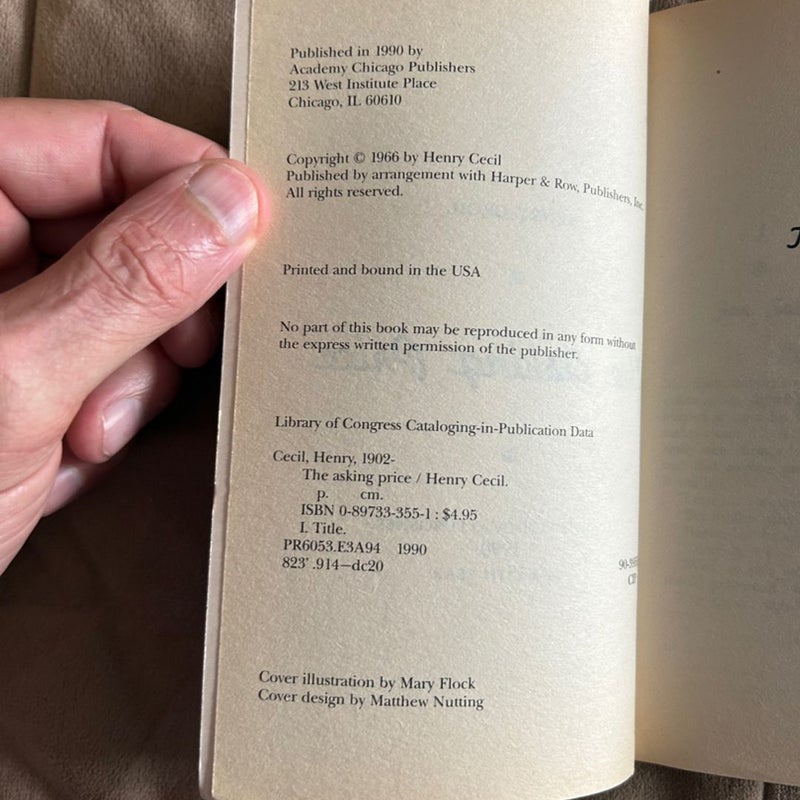 Published in 1990 by
Academy Chicago Publishers
213 West Institute Place
Chicago, IL 60610
Copyright © 1966 by Henry Cecil
Published by arrangement with Harper & Row, Publishers, Inc.
All rights reserved.
Printed and bound in the USA
No part of this book may be reproduced in any form without
the express written permission of the publisher.
Library of Congress Cataloging-in-Publication Data
Cecil, Henry, 1902-
The asking price / Henry Cecil.
p. cm.
ISBN 0-89733-355-1 : $4.95
I. Title.
PR6053.E3A94 1990
823'.914—dc20
Cover illustration by Mary Flock
Cover design by Matthew Nutting